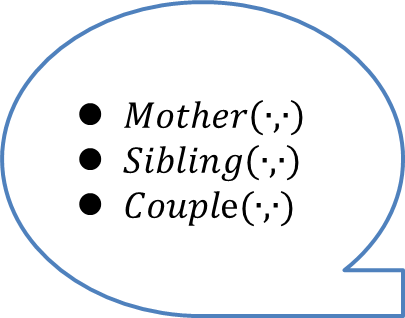 ● Mother(·,·)
● Sibling(·,·)
● Couple(·,·)